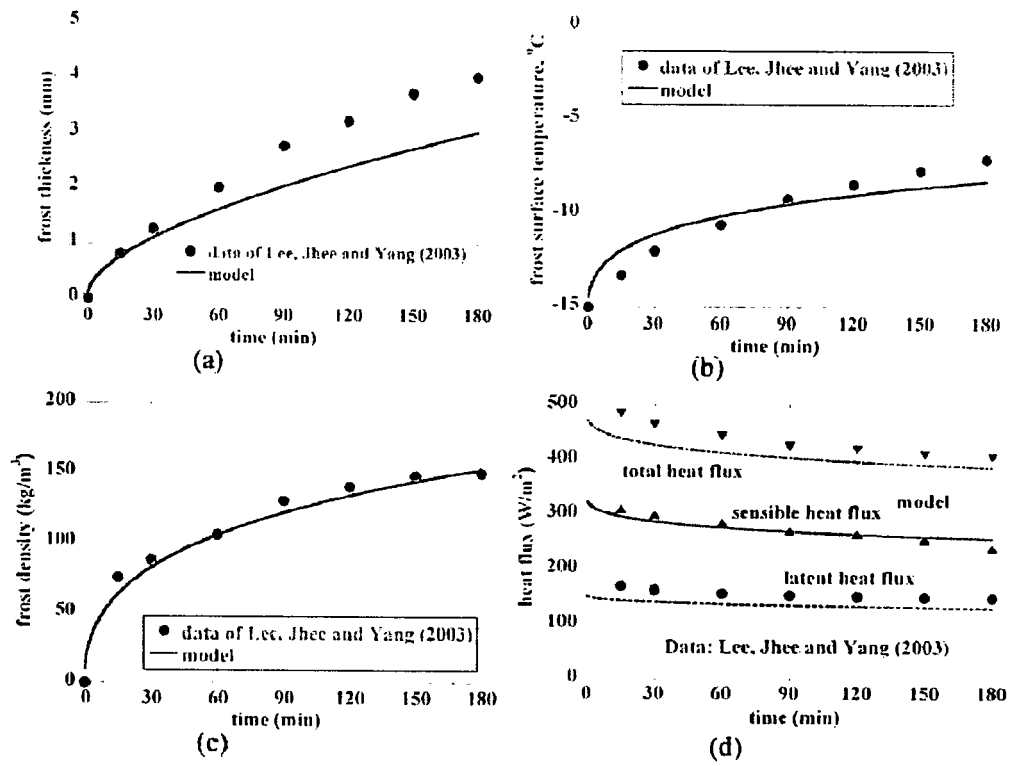 5
4
3
2
1
0
frost thickness (mm)
data of Lee, Jhee and Yang (2003)
model
0 30 60 90 120 150 180
time (min)
(a)
0
-5
-10
-15
frost surface temperature, °C
data of Lee, Jhee and Yang (2003)
model
0 30 60 90 120 150 180
time (min)
(b)
200
150
100
50
0
frost density (kg/m³)
data of Lee, Jhee and Yang (2003)
model
0 30 60 90 120 150 180
time (min)
(c)
500
400
300
200
100
0
heat flux (W/m²)
total heat flux
model
sensible heat flux
latent heat flux
Data: Lee, Jhee and Yang (2003)
0 30 60 90 120 150 180
time (min)
(d)